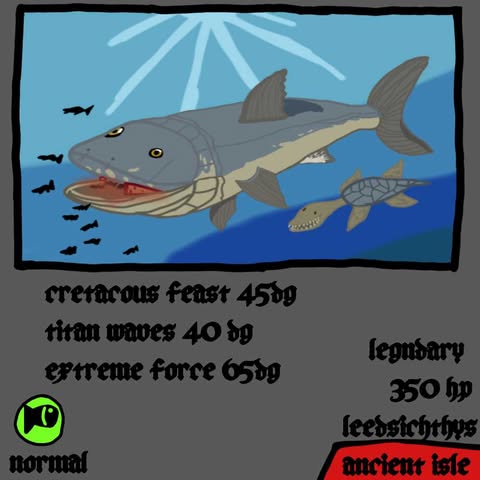 cretacous feast 45dg
titan waves 40 dg
extreme force 65dg
legndary
350 hp
leedsichthys
normal
ancient isle